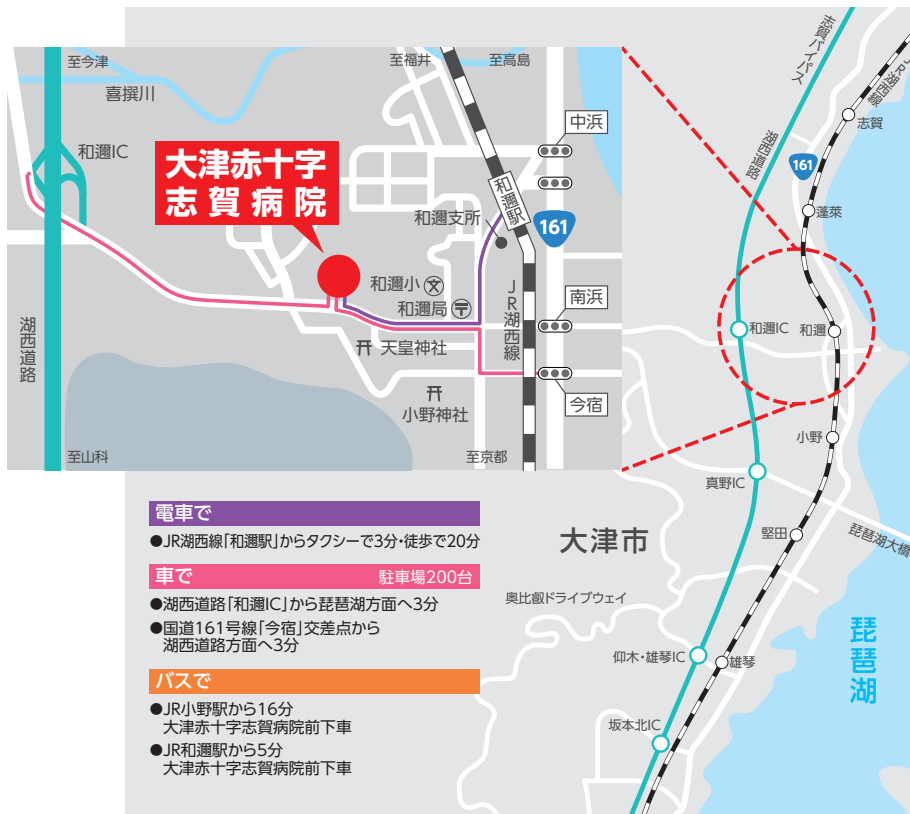 至今津
喜撰川
和邇IC
大津赤十字
志賀病院
至福井
至高島
中浜
和邇駅
和邇支所
161
和邇小
文
和邇局
〒
JR湖西線
南浜
天皇神社
小野神社
今宿
湖西道路
至山科
至京都
志賀バイパス
JR湖西線
志賀
湖西道路
161
蓬莱
和邇IC
和邇
小野
真野IC
堅田
琵琶湖大橋
大津市
奥比叡ドライブウェイ
仰木・雄琴IC
雄琴
坂本北IC
琵琶湖
電車で
●JR湖西線「和邇駅」からタクシーで3分・徒歩で20分
車で 駐車場200台
●湖西道路「和邇IC」から琵琶湖方面へ3分
●国道161号線「今宿」交差点から
湖西道路方面へ3分
バスで
●JR小野駅から16分
大津赤十字志賀病院前下車
●JR和邇駅から5分
大津赤十字志賀病院前下車